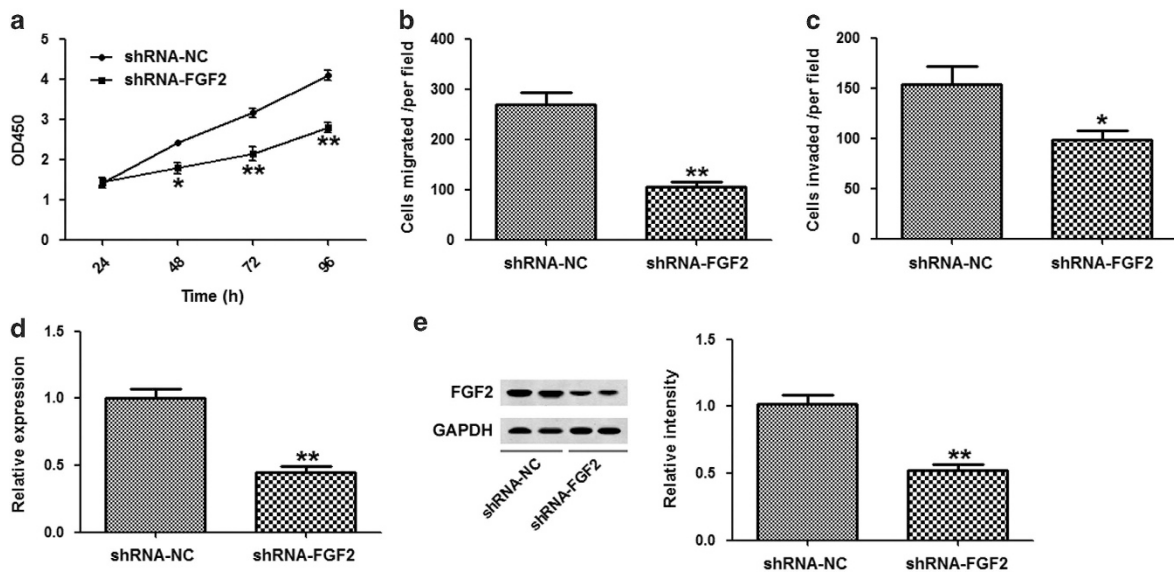 a
5
4
3
2
1
0
OD450
shRNA-NC
shRNA-FGF2
*
**
**
24
48
72
96
Time (h)
b
400
300
200
100
0
Cells migrated /per field
**
shRNA-NC
shRNA-FGF2
c
200
150
100
50
0
Cells invaded /per field
*
shRNA-NC
shRNA-FGF2
d
1.5
1.0
0.5
0.0
Relative expression
**
shRNA-NC
shRNA-FGF2
e
FGF2
GAPDH
shRNA-NC
shRNA-FGF2
1.5
1.0
0.5
0.0
Relative intensity
**
shRNA-NC
shRNA-FGF2